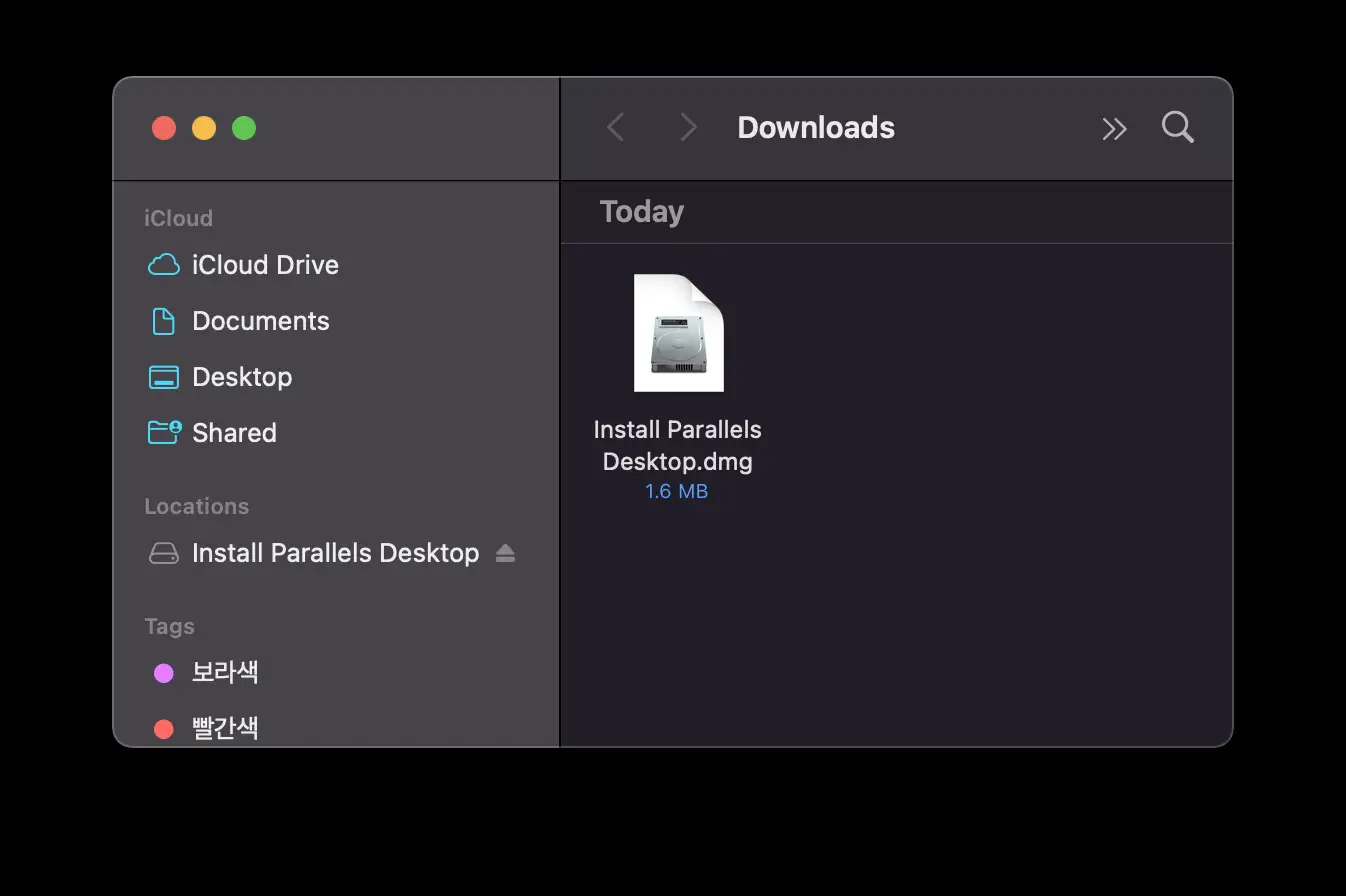 Downloads
iCloud
iCloud Drive
Documents
Desktop
Shared
Locations
Install Parallels Desktop
Tags
보라색
빨간색
Today
Install Parallels
Desktop.dmg
1.6 MB